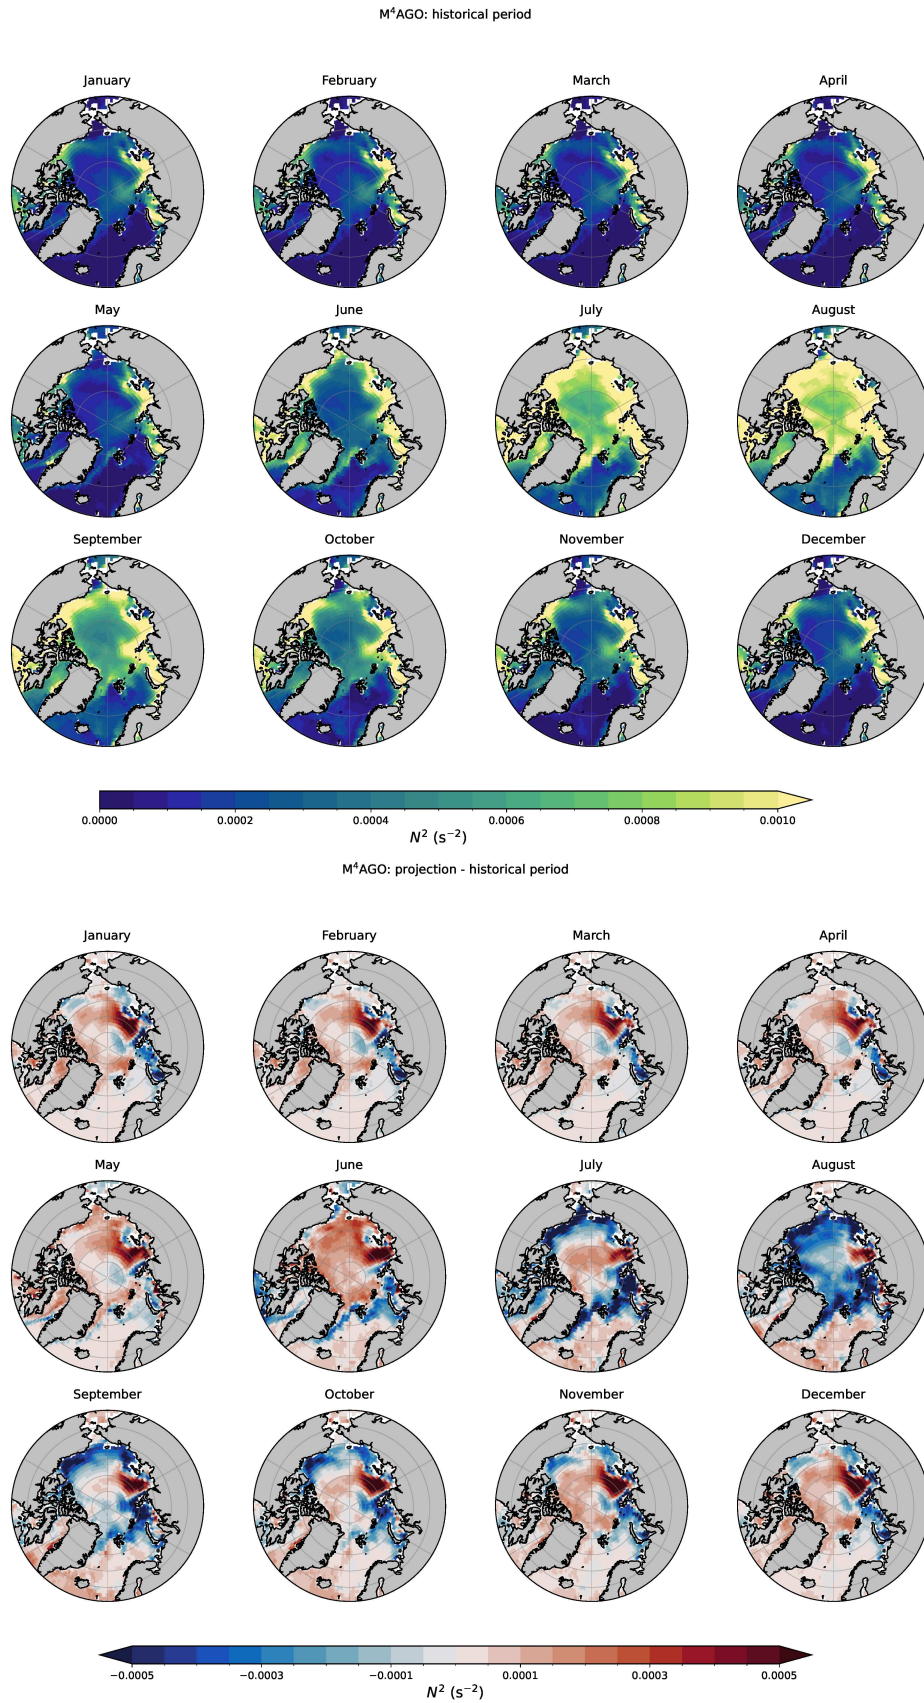 M⁴AGO: historical period
January February March April
May June July August
September October November December
0.0000 0.0002 0.0004 0.0006 0.0008 0.0010
N² (s⁻²)
M⁴AGO: projection - historical period
January February March April
May June July August
September October November December
−0.0005 −0.0003 −0.0001 0.0001 0.0003 0.0005
N² (s⁻²)